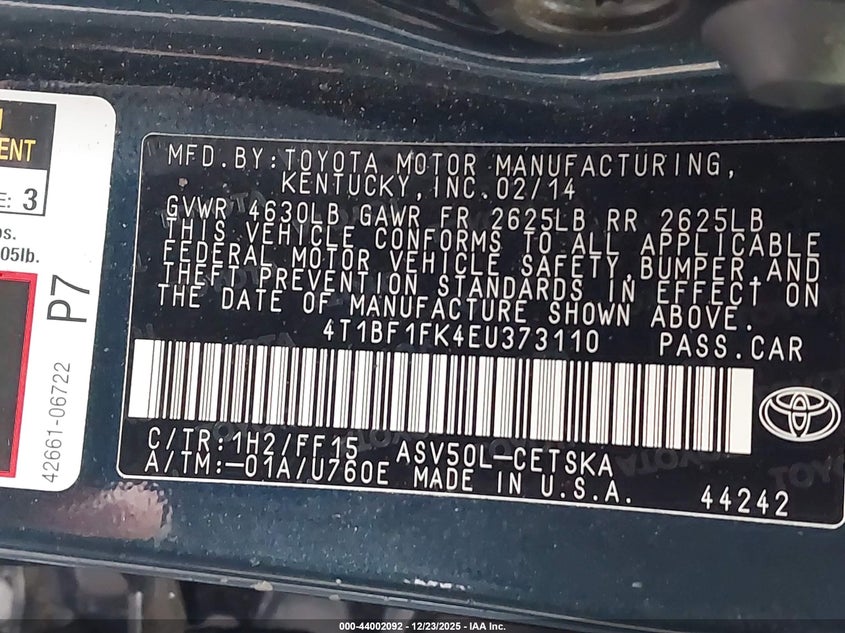 ENT
E: 3
os.
05lb.
P7
42661-06722
MFD. BY: TOYOTA MOTOR MANUFACTURING,
KENTUCKY, INC. 02/14
GVWR 4630LB GAWR FR 2625LB RR 2625LB
THIS VEHICLE CONFORMS TO ALL APPLICABLE
FEDERAL MOTOR VEHICLE SAFETY, BUMPER, AND
THEFT PREVENTION STANDARDS IN EFFECT ON
THE DATE OF MANUFACTURE SHOWN ABOVE.
4T1BF1FK4EU373110 PASS. CAR
C/TR: 1H2/FF15 ASV50L-CETSKA
A/TM: -01A/U760E MADE IN U.S.A.
44242
000-44002092 - 12/23/2025 - IAA Inc.